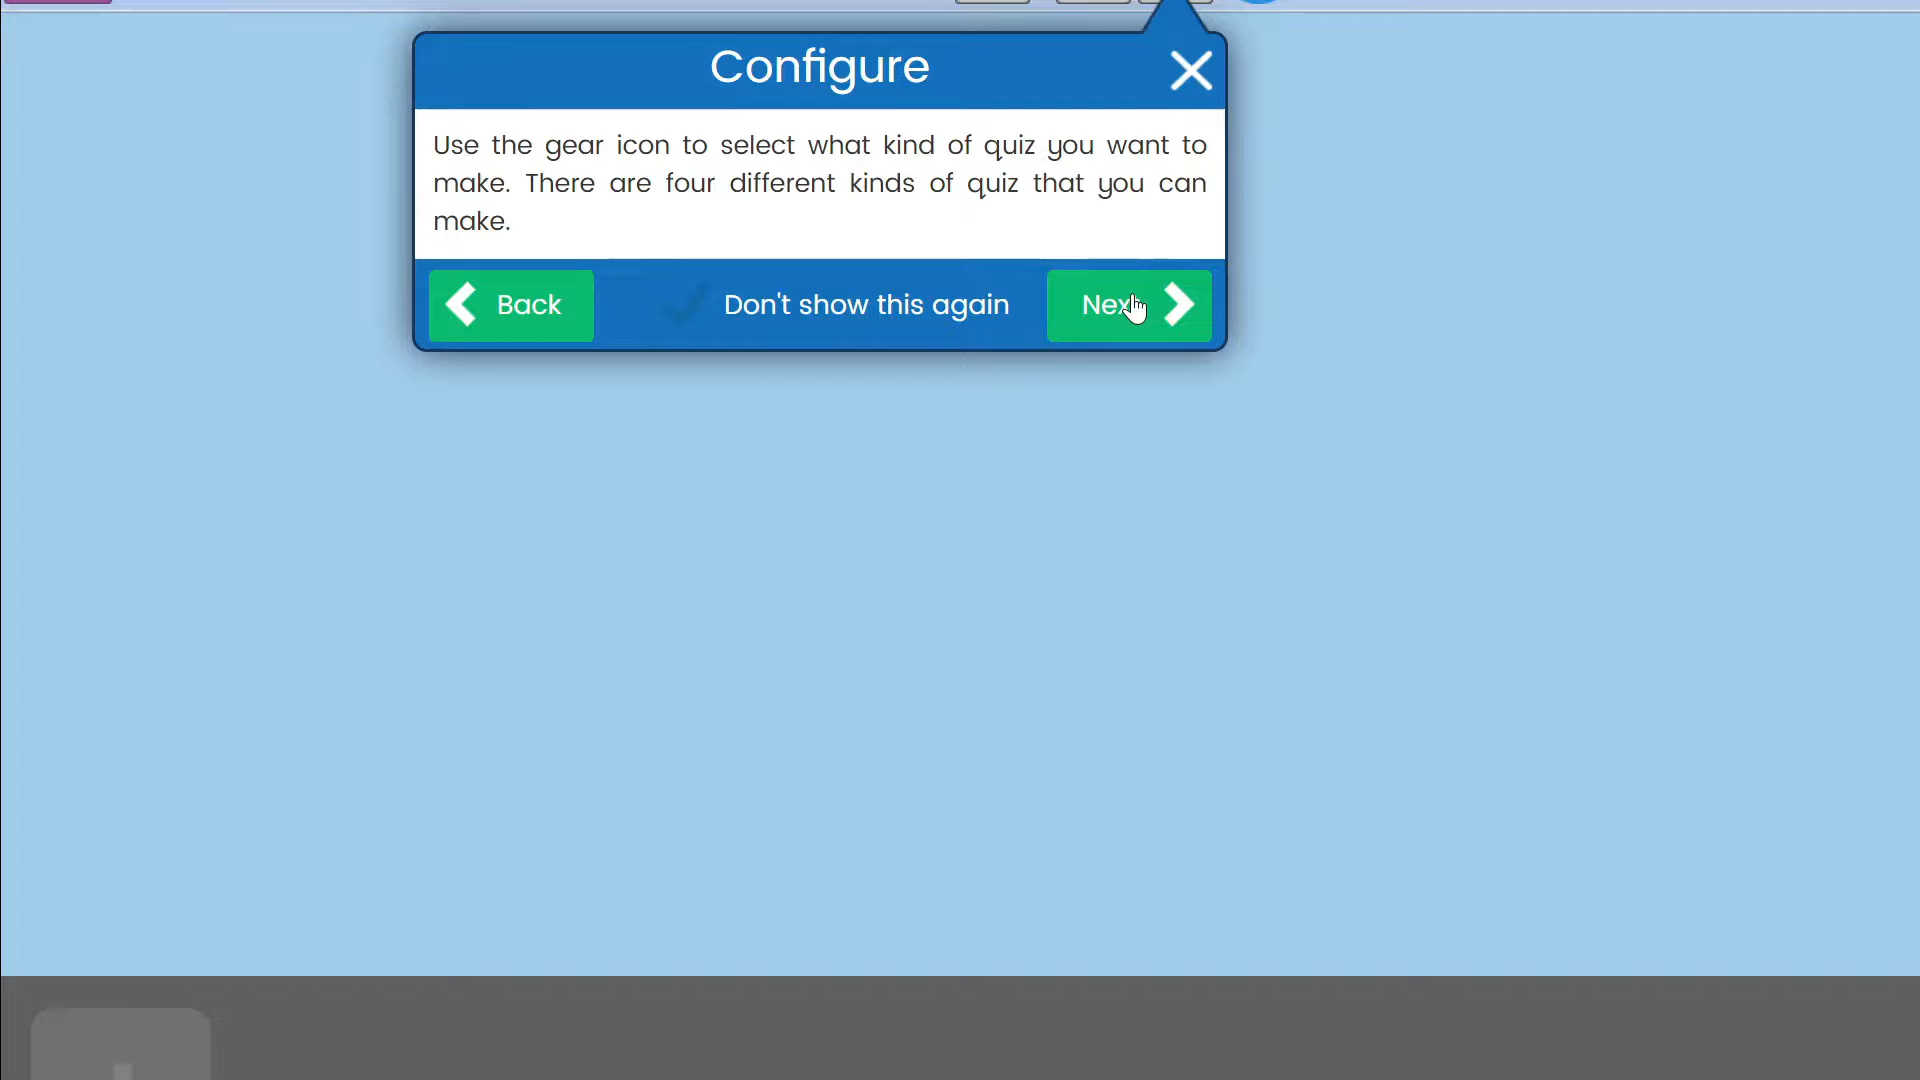 Configure
Use the gear icon to select what kind of quiz you want to
make. There are four different kinds of quiz that you can
make.
Back
Don't show this again
Next